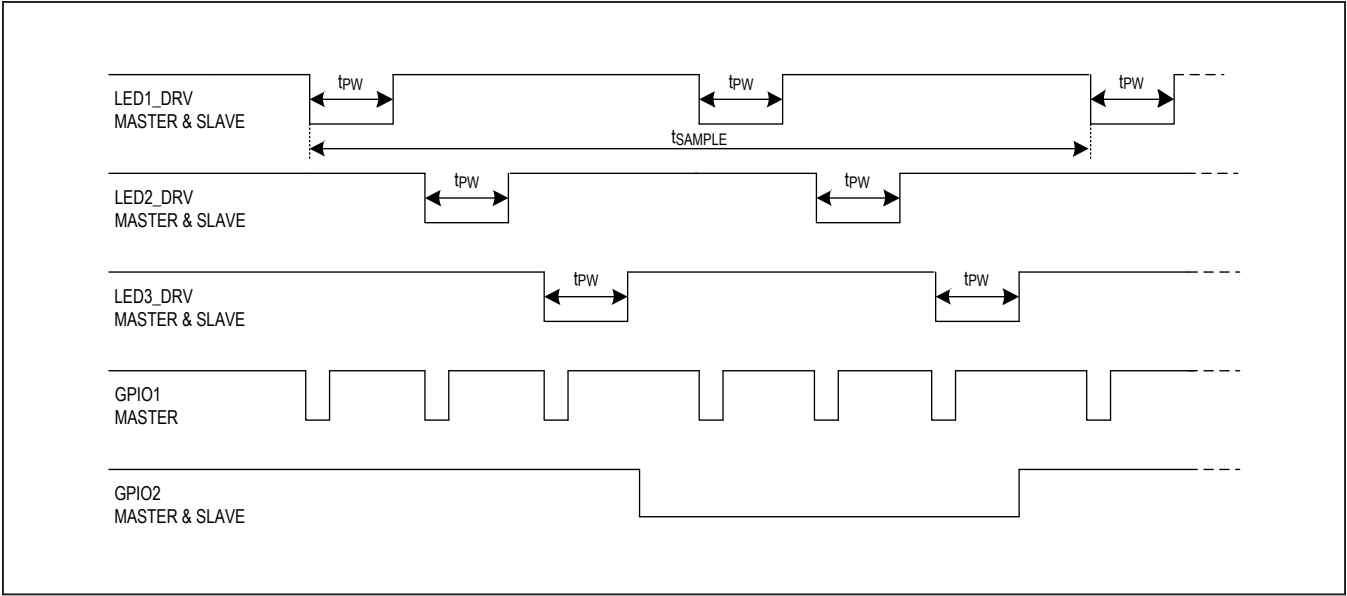 tPW tPW tPW
LED1_DRV
MASTER & SLAVE
tSAMPLE
tPW tPW
LED2_DRV
MASTER & SLAVE
tPW tPW
LED3_DRV
MASTER & SLAVE
GPIO1
MASTER
GPIO2
MASTER & SLAVE